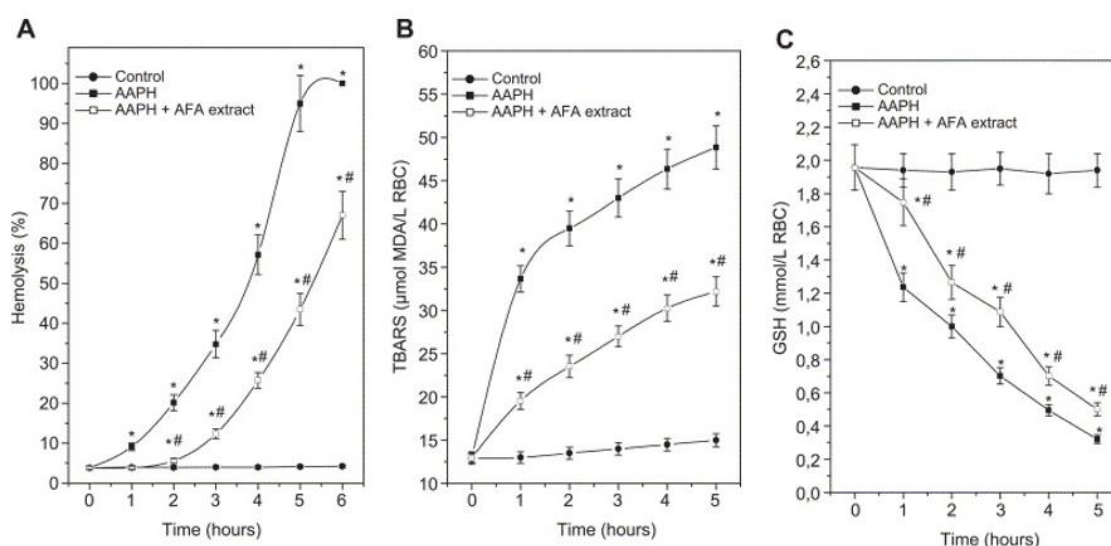 A
Control
AAPH
AAPH + AFA extract
Hemolysis (%)
100
90
80
70
60
50
40
30
20
10
0
* * * * * *
*# *# *# *# *#
0 1 2 3 4 5 6
Time (hours)
B
Control
AAPH
AAPH + AFA extract
TBARS (µmol MDA/L RBC)
60
55
50
45
40
35
30
25
20
15
10
* * * * *
*# *# *# *# *#
0 1 2 3 4 5
Time (hours)
C
Control
AAPH
AAPH + AFA extract
GSH (mmol/L RBC)
2,6
2,4
2,2
2,0
1,8
1,6
1,4
1,2
1,0
0,8
0,6
0,4
0,2
0,0
*# *# *# *# *#
* * * * *
0 1 2 3 4 5
Time (hours)